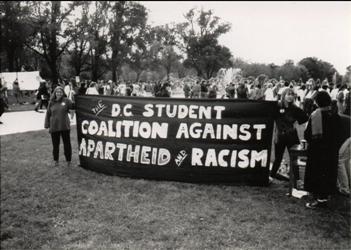 THE D.C. STUDENT
COALITION AGAINST
APARTHEID AND RACISM